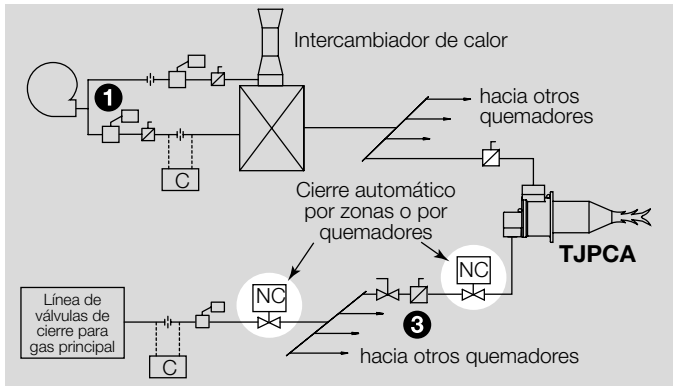 Intercambiador de calor
1
hacia otros
quemadores
C
Cierre automático
por zonas o por
quemadores
TJPCA
NC
NC
Línea de
válvulas de
cierre para
gas principal
3
hacia otros quemadores
C